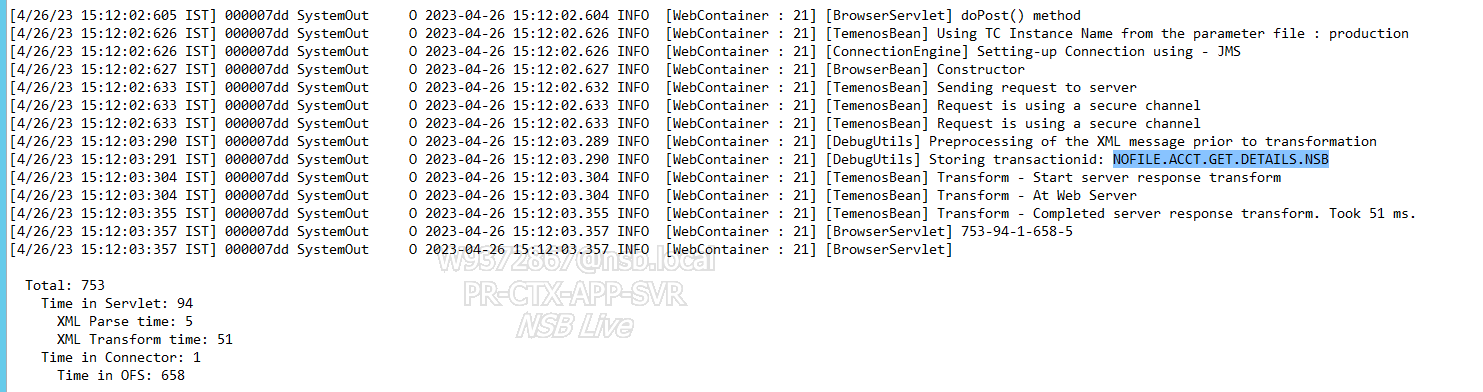 [4/26/23 15:12:02:605 IST] 000007dd SystemOut     O 2023-04-26 15:12:02.604 INFO  [WebContainer : 21] [BrowserServlet] doPost() method
[4/26/23 15:12:02:626 IST] 000007dd SystemOut     O 2023-04-26 15:12:02.626 INFO  [WebContainer : 21] [TemenosBean] Using TC Instance Name from the parameter file : production
[4/26/23 15:12:02:626 IST] 000007dd SystemOut     O 2023-04-26 15:12:02.626 INFO  [WebContainer : 21] [ConnectionEngine] Setting-up Connection using - JMS
[4/26/23 15:12:02:627 IST] 000007dd SystemOut     O 2023-04-26 15:12:02.627 INFO  [WebContainer : 21] [BrowserBean] Constructor
[4/26/23 15:12:02:633 IST] 000007dd SystemOut     O 2023-04-26 15:12:02.632 INFO  [WebContainer : 21] [TemenosBean] Sending request to server
[4/26/23 15:12:02:633 IST] 000007dd SystemOut     O 2023-04-26 15:12:02.633 INFO  [WebContainer : 21] [TemenosBean] Request is using a secure channel
[4/26/23 15:12:02:633 IST] 000007dd SystemOut     O 2023-04-26 15:12:02.633 INFO  [WebContainer : 21] [TemenosBean] Request is using a secure channel
[4/26/23 15:12:03:290 IST] 000007dd SystemOut     O 2023-04-26 15:12:03.289 INFO  [WebContainer : 21] [DebugUtils] Preprocessing of the XML message prior to transformation
[4/26/23 15:12:03:291 IST] 000007dd SystemOut     O 2023-04-26 15:12:03.290 INFO  [WebContainer : 21] [DebugUtils] Storing transactionid: NOFILE.ACCT.GET.DETAILS.NSB
[4/26/23 15:12:03:304 IST] 000007dd SystemOut     O 2023-04-26 15:12:03.304 INFO  [WebContainer : 21] [TemenosBean] Transform - Start server response transform
[4/26/23 15:12:03:304 IST] 000007dd SystemOut     O 2023-04-26 15:12:03.304 INFO  [WebContainer : 21] [TemenosBean] Transform - At Web Server
[4/26/23 15:12:03:355 IST] 000007dd SystemOut     O 2023-04-26 15:12:03.355 INFO  [WebContainer : 21] [TemenosBean] Transform - Completed server response transform. Took 51 ms.
[4/26/23 15:12:03:357 IST] 000007dd SystemOut     O 2023-04-26 15:12:03.357 INFO  [WebContainer : 21] [BrowserServlet] 753-94-1-658-5
[4/26/23 15:12:03:357 IST] 000007dd SystemOut     O 2023-04-26 15:12:03.357 INFO  [WebContainer : 21] [BrowserServlet]
W9372867@nsb.local
PR-CTX-APP-SVR
NSB Live
Total: 753
Time in Servlet: 94
XML Parse time: 5
XML Transform time: 51
Time in Connector: 1
Time in OFS: 658